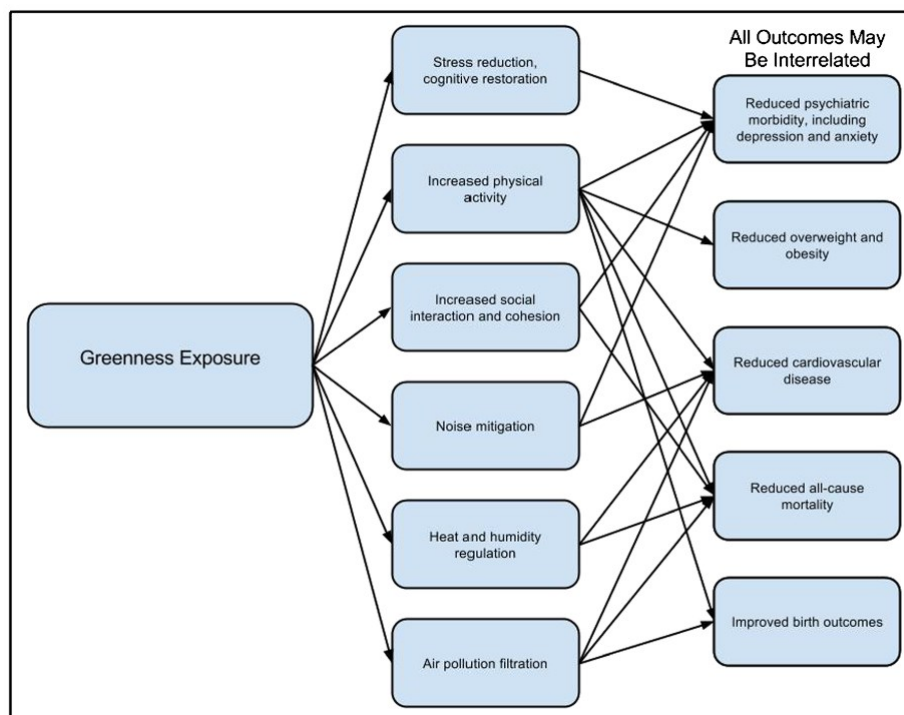 All Outcomes May
Be Interrelated
Greenness Exposure
Stress reduction,
cognitive restoration
Increased physical
activity
Increased social
interaction and cohesion
Noise mitigation
Heat and humidity
regulation
Air pollution filtration
Reduced psychiatric
morbidity, including
depression and anxiety
Reduced overweight and
obesity
Reduced cardiovascular
disease
Reduced all-cause
mortality
Improved birth outcomes